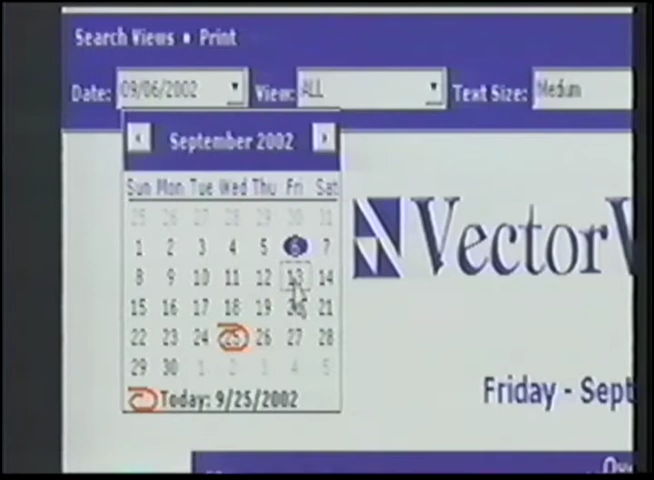 Search Views ▪ Print
Date: 09/06/2002 View: ALL Text Size: Medium
September 2002
Sun Mon Tue Wed Thu Fri Sat
25 26 27 28 29 30 31
1 2 3 4 5 6 7
8 9 10 11 12 13 14
15 16 17 18 19 20 21
22 23 24 25 26 27 28
29 30 1 2 3 4 5
Today: 9/25/2002
Vector
Friday - Sept